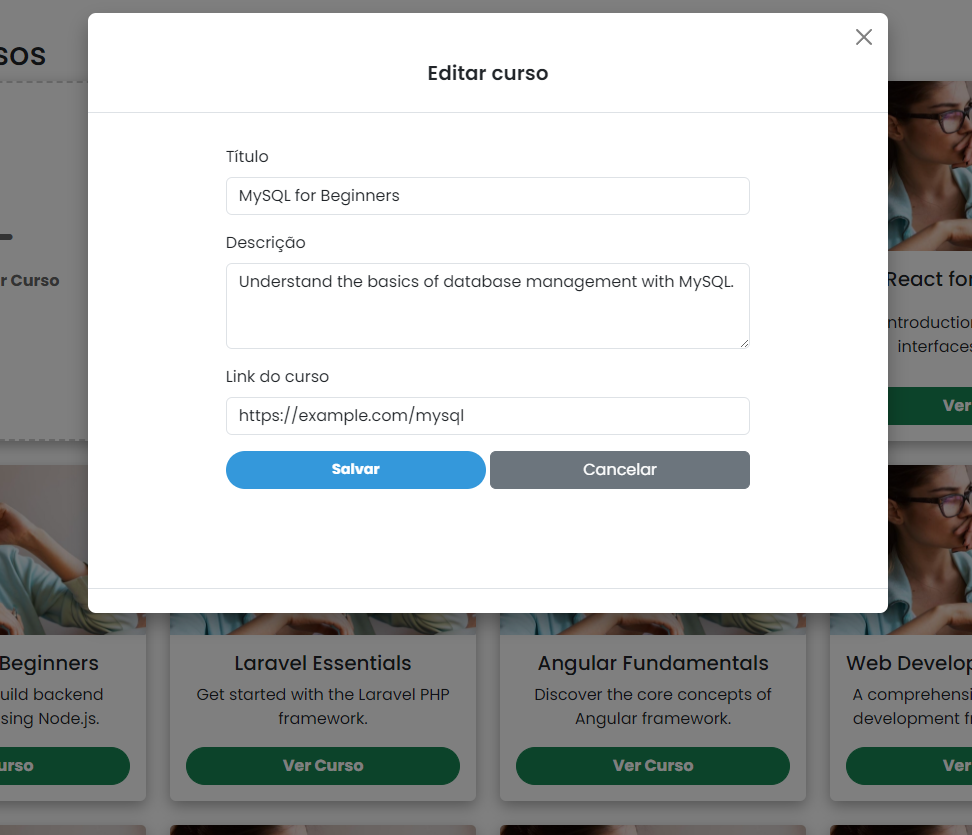 sos
Editar curso
Título
MySQL for Beginners
Descrição
Understand the basics of database management with MySQL.
Link do curso
https://example.com/mysql
Salvar
Cancelar
r Curso
React for
ntroduction
interfaces
Ver
Beginners
uild backend
sing Node.js.
urso
Laravel Essentials
Get started with the Laravel PHP
framework.
Ver Curso
Angular Fundamentals
Discover the core concepts of
Angular framework.
Ver Curso
Web Develop
A comprehensi
development fr
Ver